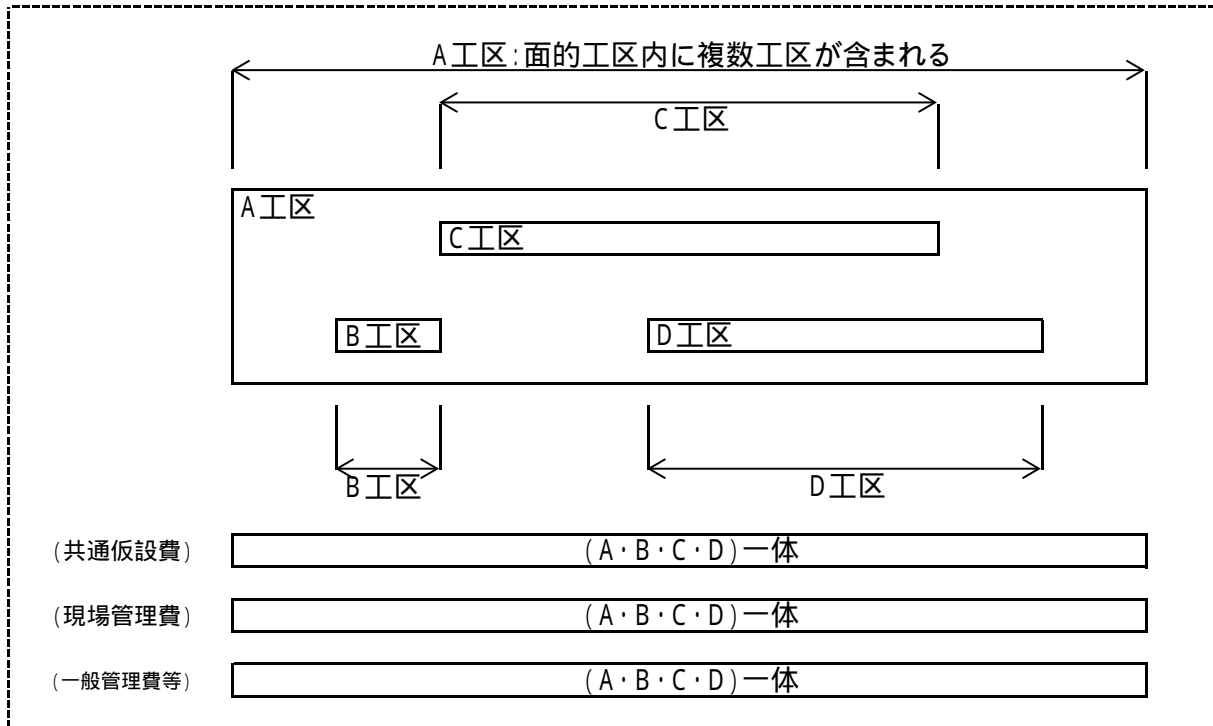 A工区:面的工区内に複数工区が含まれる
C工区
A工区
C工区
B工区
D工区
B工区
D工区
(共通仮設費)
(A・B・C・D)一体
(現場管理費)
(A・B・C・D)一体
(一般管理費等)
(A・B・C・D)一体